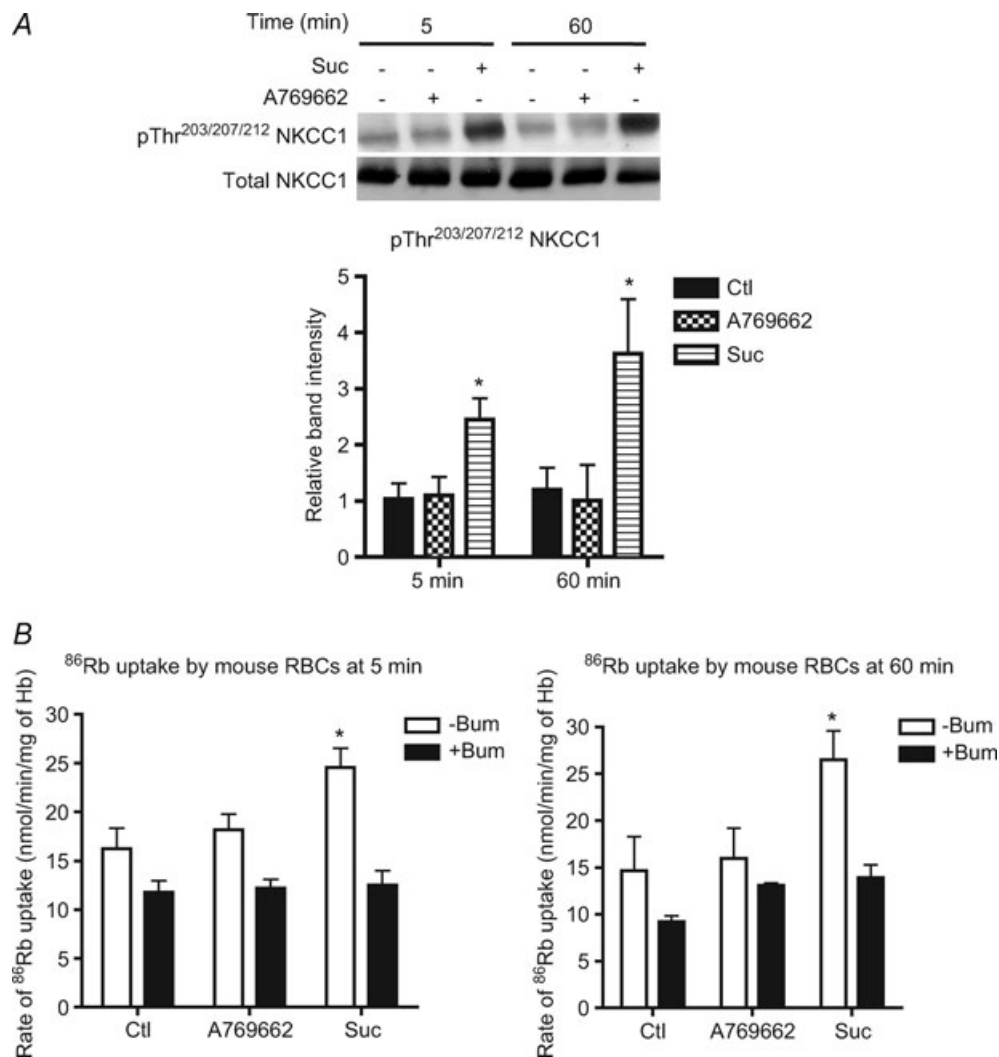 A
Time (min) 5 60
Suc - - + - - +
A769662 - + - - + -
pThr203/207/212 NKCC1
Total NKCC1
pThr203/207/212 NKCC1
Relative band intensity
5
4
3
2
1
0
* *
5 min 60 min
Ctl
A769662
Suc
B
86Rb uptake by mouse RBCs at 5 min
Rate of 86Rb uptake (nmol/min/mg of Hb)
30
25
20
15
10
5
0
*
-Bum
+Bum
Ctl A769662 Suc
86Rb uptake by mouse RBCs at 60 min
Rate of 86Rb uptake (nmol/min/mg of Hb)
30
25
20
15
10
5
0
*
-Bum
+Bum
Ctl A769662 Suc